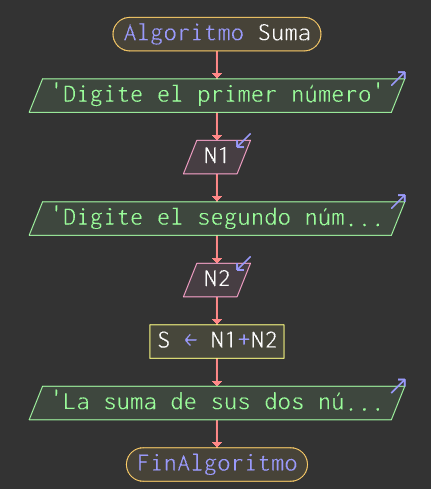 Algoritmo Suma
'Digite el primer número'
N1
'Digite el segundo núm...
N2
S ← N1+N2
'La suma de sus dos nú...
FinAlgoritmo